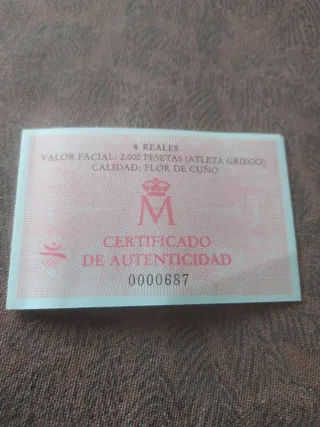 8 REALES
VALOR FACIAL: 2.000 PESETAS (ATLETA GRIEGO)
CALIDAD: FLOR DE CUÑO
M
CERTIFICADO
DE AUTENTICIDAD
0000687